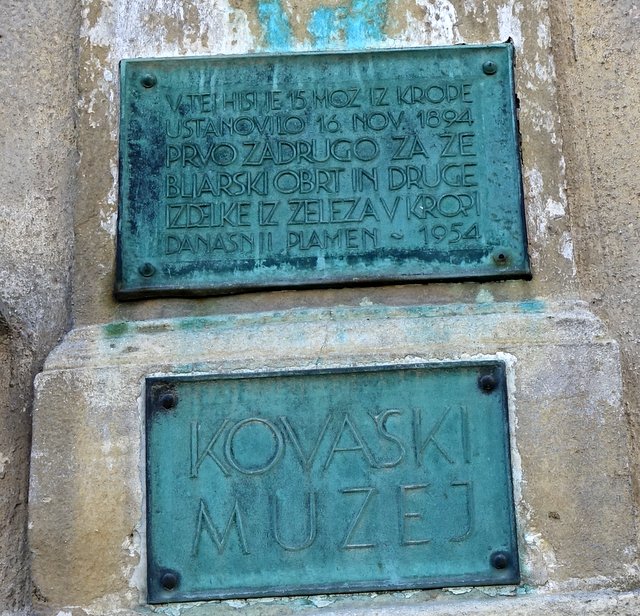 V TEJ HIŠI JE 15 MOŽ IZ KROPE
USTANOVILO 16. NOV. 1894
PRVO ZADRUGO ZA ŽE
BLJARSKI OBRT IN DRUGE
IZDELKE IZ ŽELEZA V KROPI
DANAŠNJI PLAMEN ~ 1954
KOVAŠKI
MUZEJ